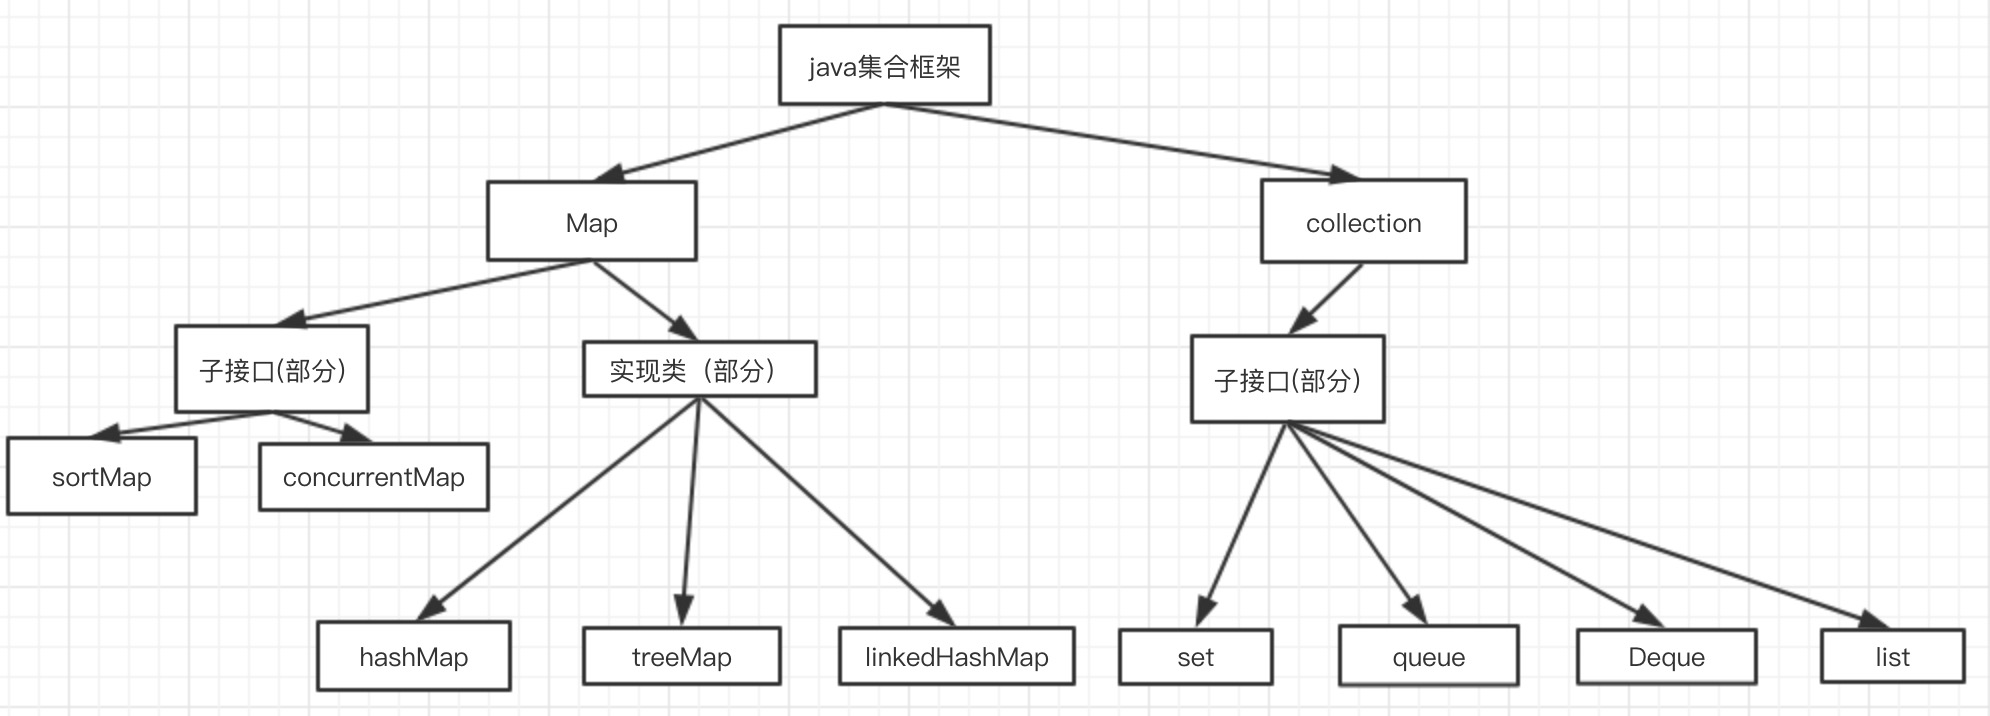 java集合框架
Map
collection
子接口(部分)
实现类（部分）
子接口(部分)
sortMap
concurrentMap
hashMap
treeMap
linkedHashMap
set
queue
Deque
list